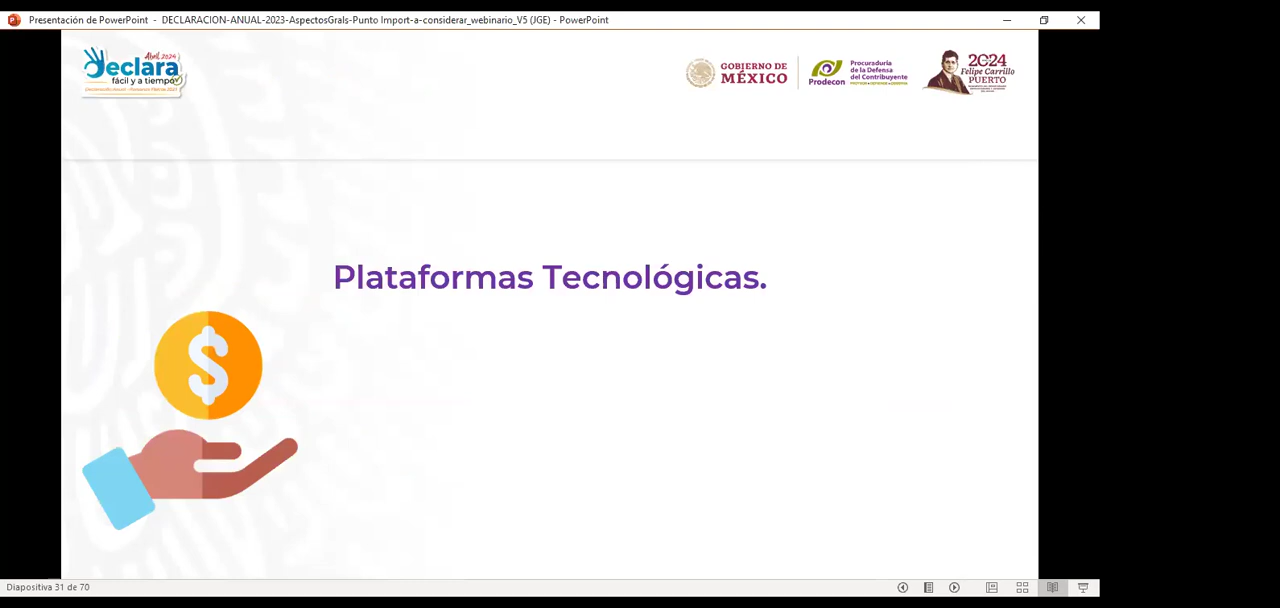 Presentación de PowerPoint - DECLARACION-ANUAL-2023-AspectosGrals-Punto Import-a-considerar_webinario_V5 (JGE) - PowerPoint
Abril 2024
Declara
fácil y a tiempo
GOBIERNO DE
MÉXICO
Prodecon
Procuraduría
de la Defensa
del Contribuyente
2024
Felipe Carrillo
PUERTO
Plataformas Tecnológicas.
$
Diapositiva 31 de 70